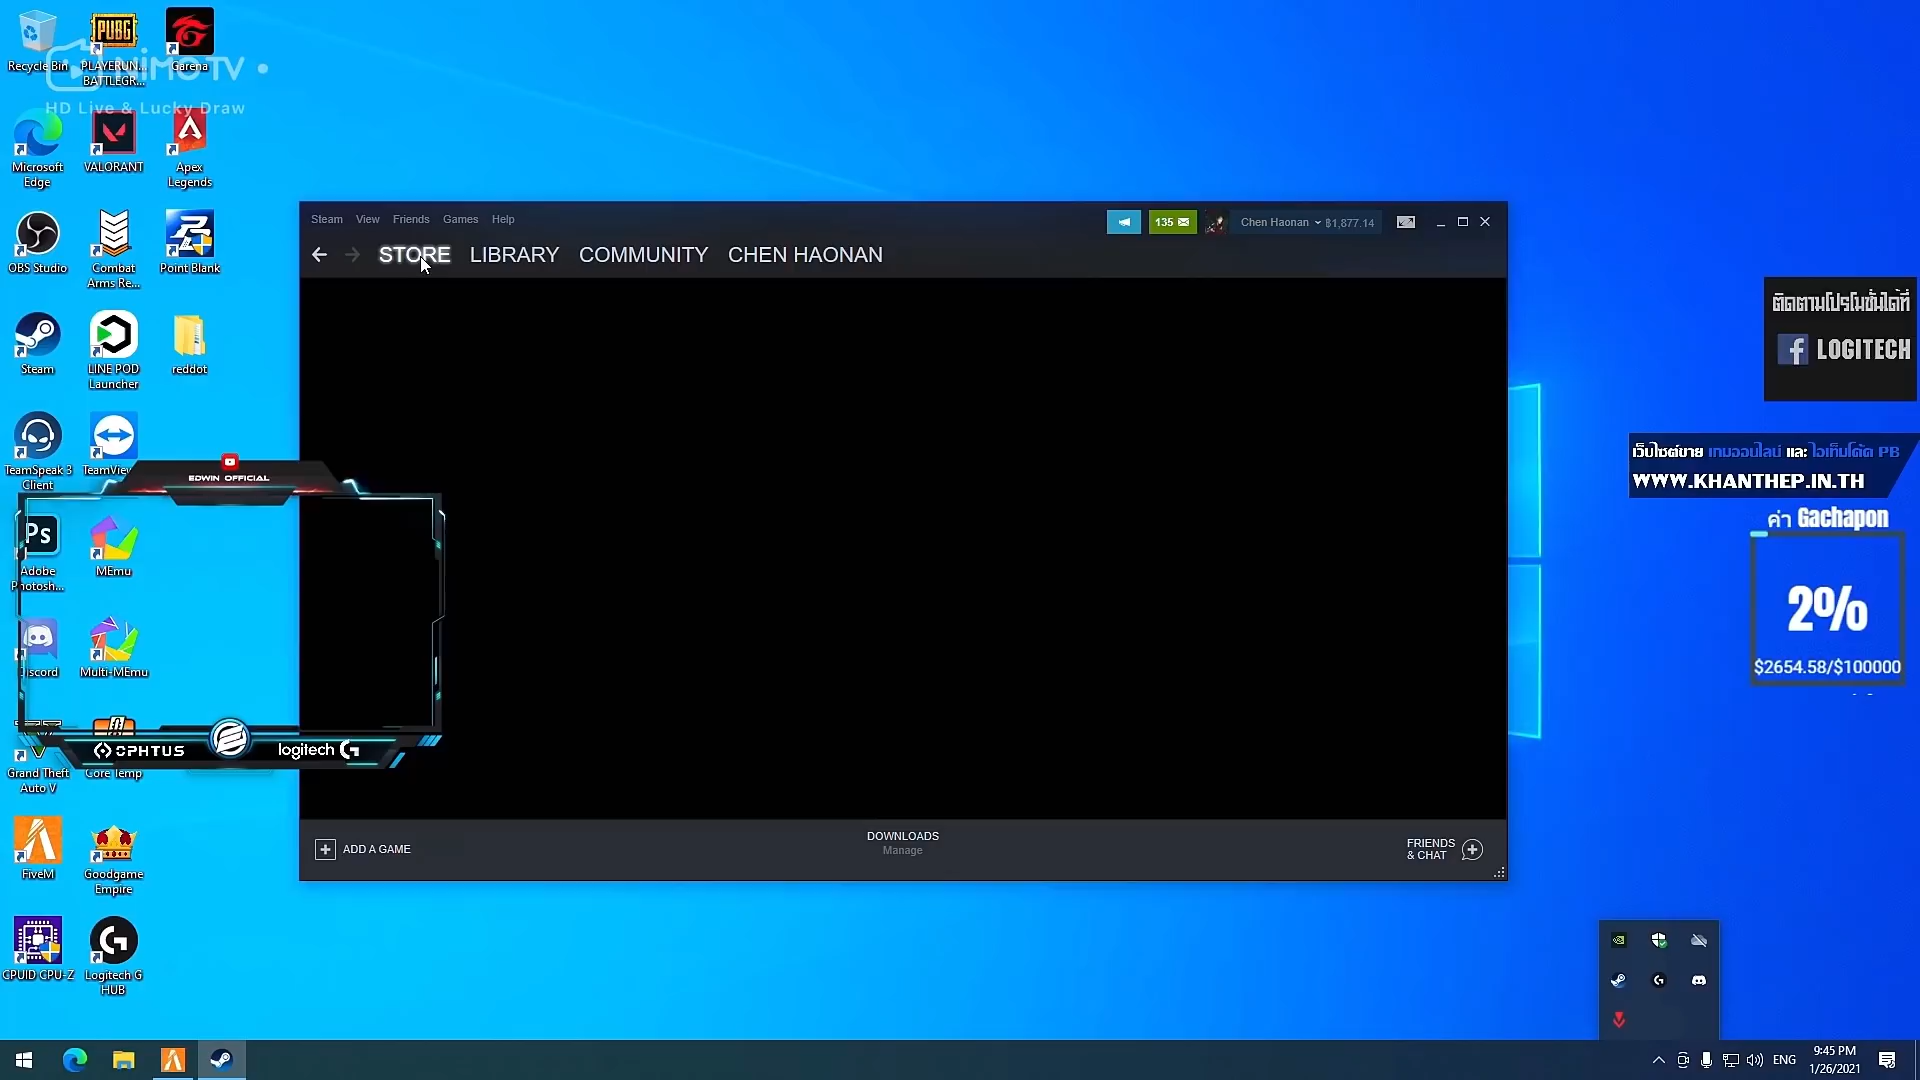 Recycle Bin
PLAYERUN...
BATTLEGR...
Garena
NIMO TV
HD Live & Lucky Draw
Microsoft
Edge
VALORANT
Apex
Legends
OBS Studio
Combat
Arms Re...
Point Blank
Steam
LINE POD
Launcher
reddot
TeamSpeak 3
Client
TeamView
EDWIN OFFICIAL
Adobe
Photosh...
MEmu
Discord
Multi-MEmu
OPHTUS
logitech G
Grand Theft
Auto V
Core Temp
FiveM
Goodgame
Empire
CPUID CPU-Z
Logitech G
HUB
Steam View Friends Games Help
135
Chen Haonan ฿1,877.14
STORE LIBRARY COMMUNITY CHEN HAONAN
ADD A GAME
DOWNLOADS
Manage
FRIENDS
& CHAT
ติดตามโปรโมชั่นได้ที่
LOGITECH
เว็บไซต์ขาย เกมออนไลน์ และ ไอเท็มโค้ด PB
WWW.KHANTHEP.IN.TH
ค่า Gachapon
2%
$2654.58/$100000
ENG
9:45 PM
1/26/2021